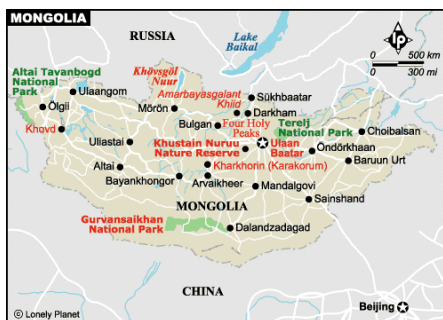 MONGOLIA
RUSSIA
Lake
Baikal
lp
0 500 km
0 300 mi
Altai Tavanbogd
National
Park
Khövsgöl
Nuur
Amarbayasgalant
Khiid
Ulaangom
Ölgii
Mörön
Sükhbaatar
Darkham
Khovd
Bulgan
Four Holy
Peaks
Terelj
National Park
Choibalsan
Uliastai
Khustain Nuruu
Nature Reserve
Ulaan
Baatar
Öndörkhaan
Baruun Urt
Altai
Kharkhorin (Karakorum)
Bayankhongor
Arvaikheer
Mandalgovi
Sainshand
MONGOLIA
Gurvansaikhan
National Park
Dalandzadagad
CHINA
Beijing
© Lonely Planet